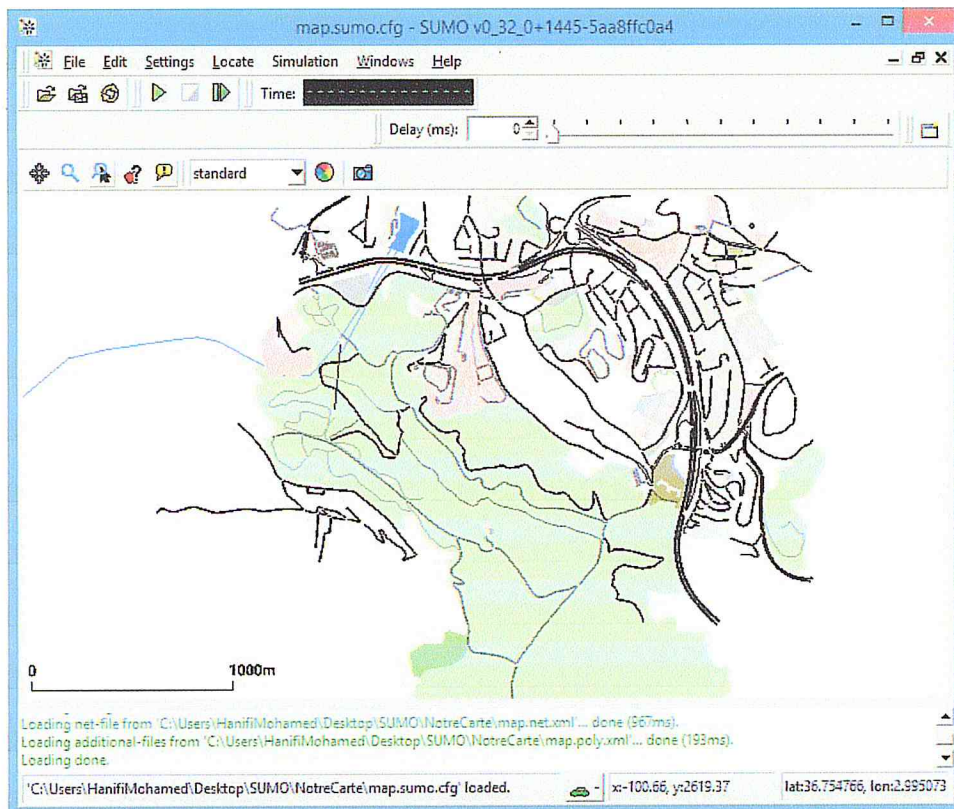 map.sumo.cfg - SUMO v0_32_0+1445-5aa8ffc0a4
File Edit Settings Locate Simulation Windows Help
Time:
Delay (ms): 0
standard
0 1000m
Loading net-file from 'C:\Users\HanifiMohamed\Desktop\SUMO\NotreCarte\map.net.xml'... done (967ms).
Loading additional-files from 'C:\Users\HanifiMohamed\Desktop\SUMO\NotreCarte\map.poly.xml'... done (193ms).
Loading done.
'C:\Users\HanifiMohamed\Desktop\SUMO\NotreCarte\map.sumo.cfg' loaded. x:-100.66, y:2619.37 lat:36.754766, lon:2.995073